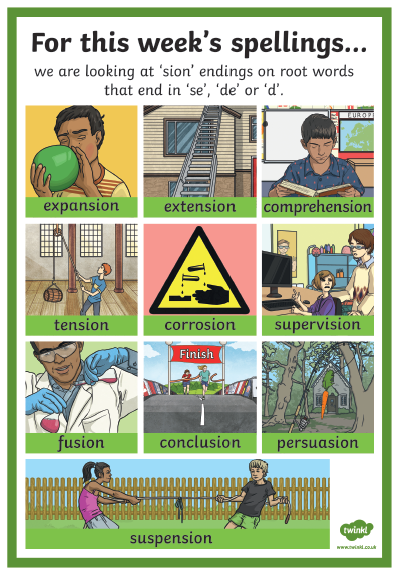 For this week's spellings...
we are looking at 'sion' endings on root words
that end in 'se', 'de' or 'd'.
EUROPE
expansion
extension
comprehension
tension
corrosion
supervision
Finish
fusion
conclusion
persuasion
suspension
twinkl
www.twinkl.co.uk